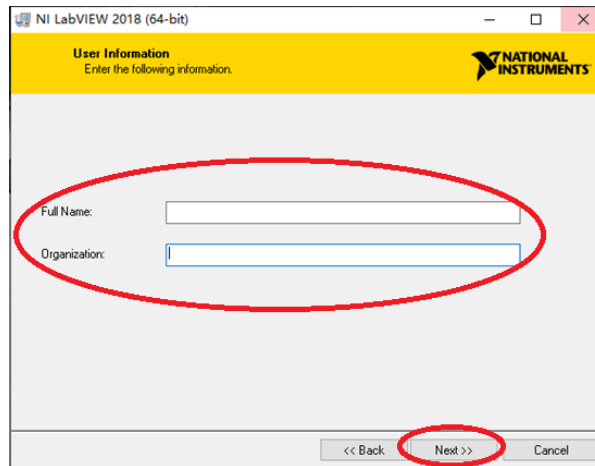 NI LabVIEW 2018 (64-bit)
User Information
Enter the following information.
NATIONAL
INSTRUMENTS
Full Name:
Organization:
<< Back
Next >>
Cancel